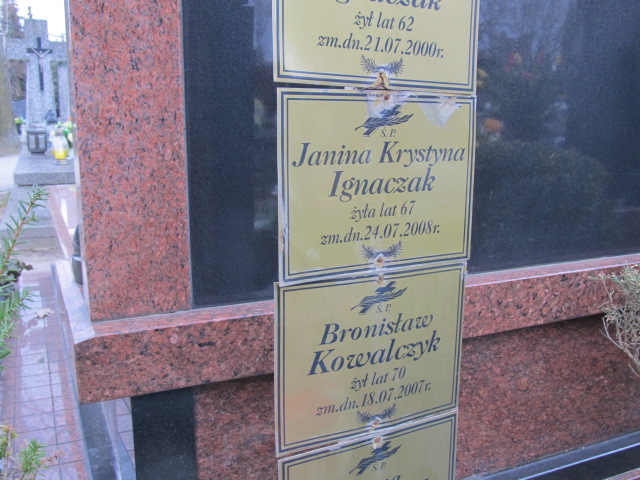 Ignaczak
żył lat 62
zm.dn.21.07.2000r.
Ś.P.
Janina Krystyna
Ignaczak
żyła lat 67
zm.dn.24.07.2008r.
Ś.P.
Bronisław
Kowalczyk
żył lat 70
zm.dn.18.07.2007r.
Ś.P.